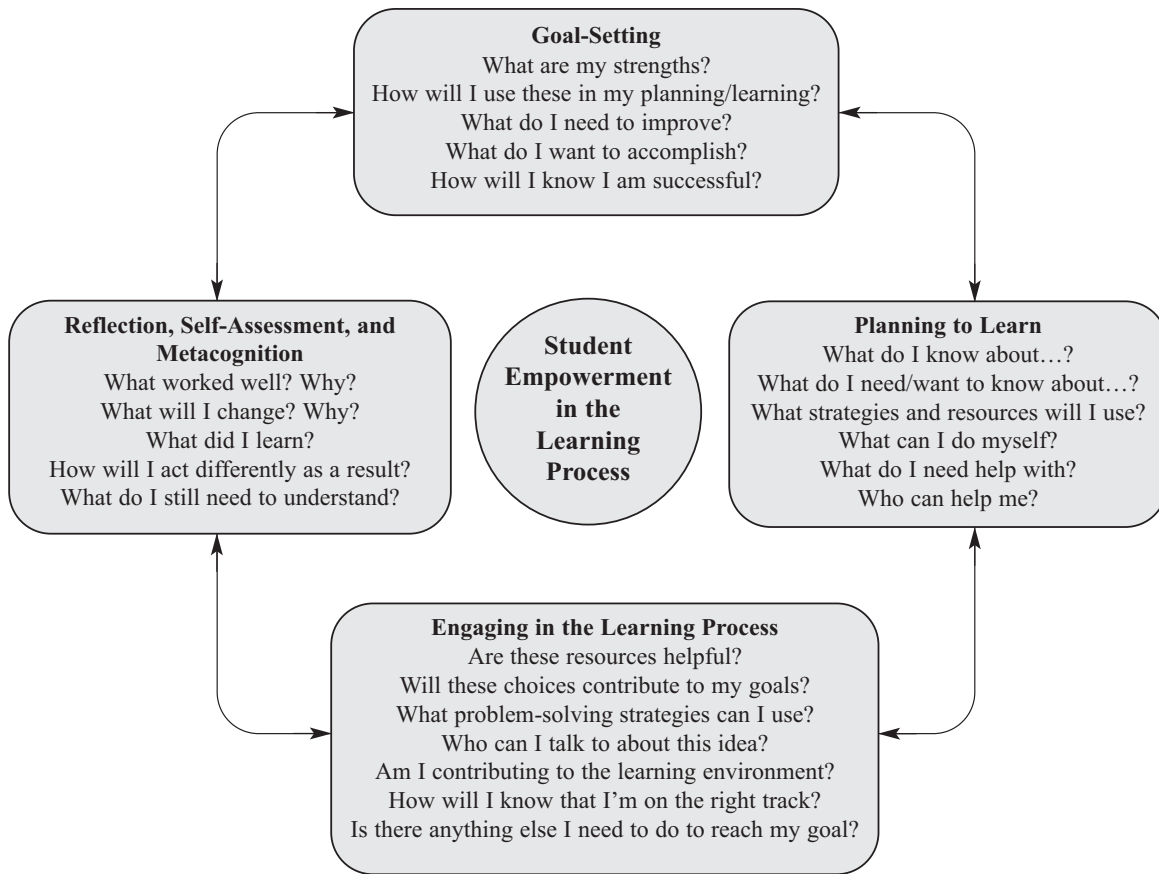 Goal-Setting
What are my strengths?
How will I use these in my planning/learning?
What do I need to improve?
What do I want to accomplish?
How will I know I am successful?
Reflection, Self-Assessment, and
Metacognition
What worked well? Why?
What will I change? Why?
What did I learn?
How will I act differently as a result?
What do I still need to understand?
Student
Empowerment
in the
Learning
Process
Planning to Learn
What do I know about…?
What do I need/want to know about…?
What strategies and resources will I use?
What can I do myself?
What do I need help with?
Who can help me?
Engaging in the Learning Process
Are these resources helpful?
Will these choices contribute to my goals?
What problem-solving strategies can I use?
Who can I talk to about this idea?
Am I contributing to the learning environment?
How will I know that I’m on the right track?
Is there anything else I need to do to reach my goal?